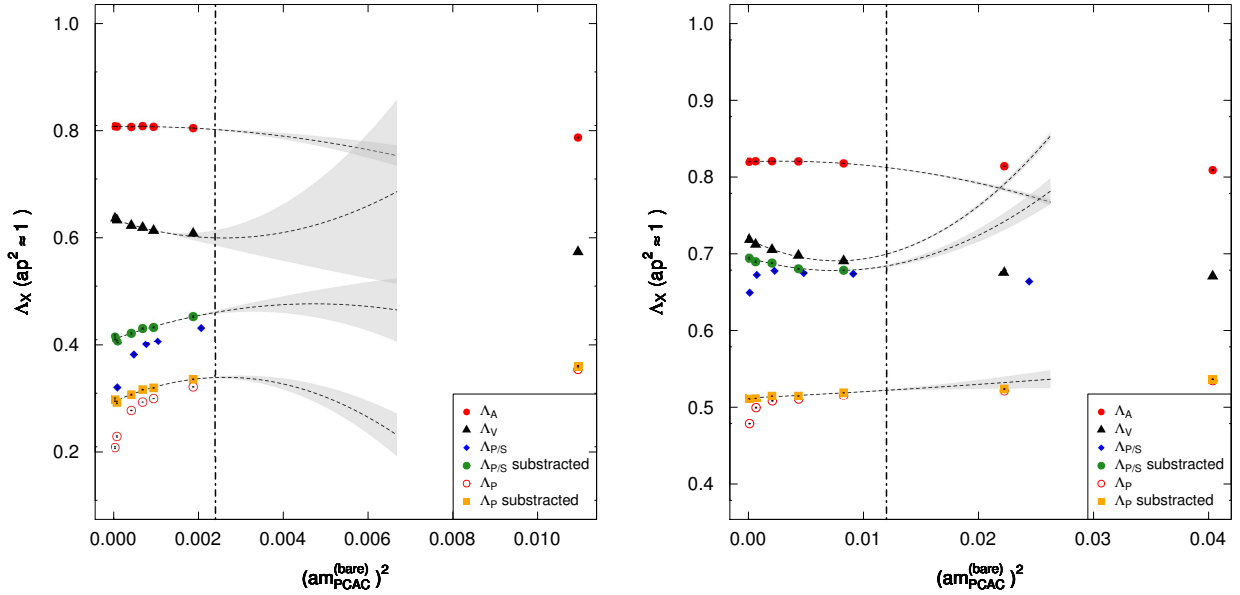 1.0
0.8
0.6
0.4
0.2
Λ_X (ap² ≈ 1)
0.000 0.002 0.004 0.006 0.008 0.010
(am_PCAC^(bare))²
Λ_A
Λ_V
Λ_P/S
Λ_P/S substracted
Λ_P
Λ_P substracted
1.0
0.9
0.8
0.7
0.6
0.5
0.4
Λ_X (ap² ≈ 1)
0.00 0.01 0.02 0.03 0.04
(am_PCAC^(bare))²
Λ_A
Λ_V
Λ_P/S
Λ_P/S substracted
Λ_P
Λ_P substracted